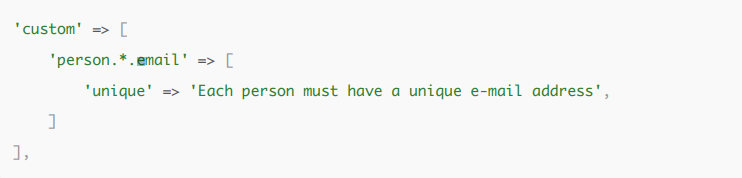 'custom' => [
    'person.*.email' => [
        'unique' => 'Each person must have a unique e-mail address',
    ]
],